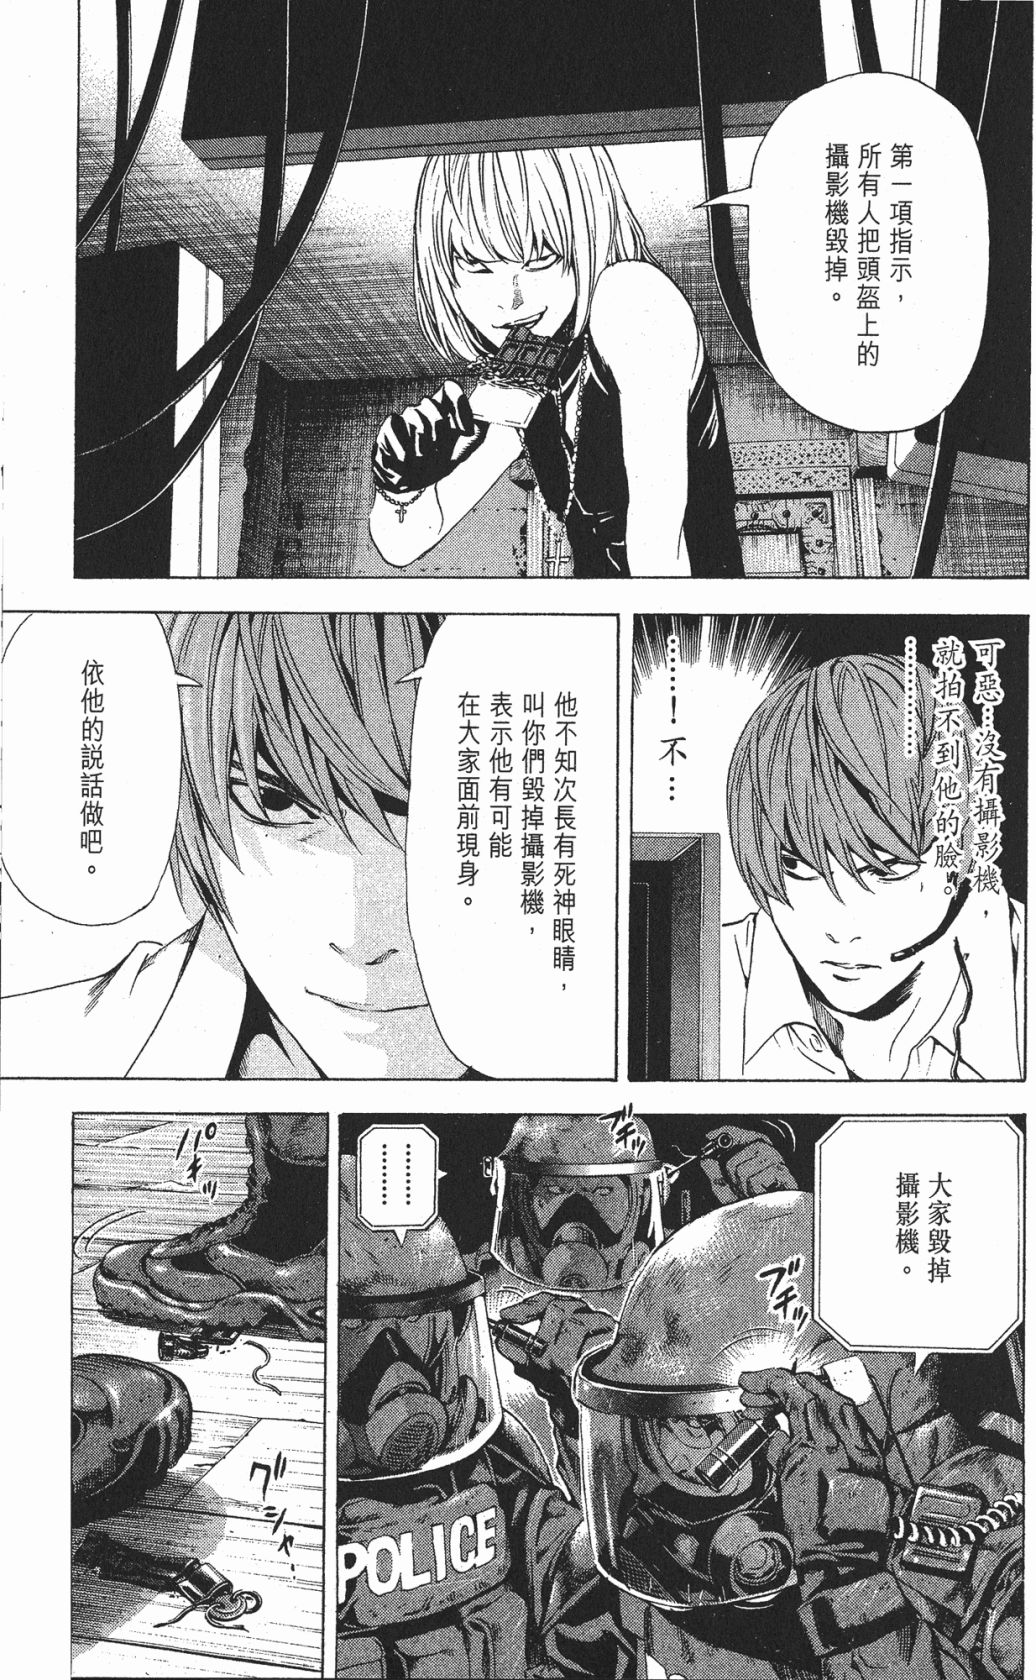 第一項指示，
所有人把頭盔上的
攝影機毀掉。
可惡…沒有攝影機，
就拍不到他的臉。
…………
……！不…
他不知次長有死神眼睛，
叫你們毀掉攝影機，
表示他有可能
在大家面前現身。
依他的說話做吧。
大家毀掉
攝影機。
ブチッ
ブチッ
………
POLICE
パキッ
グシャ